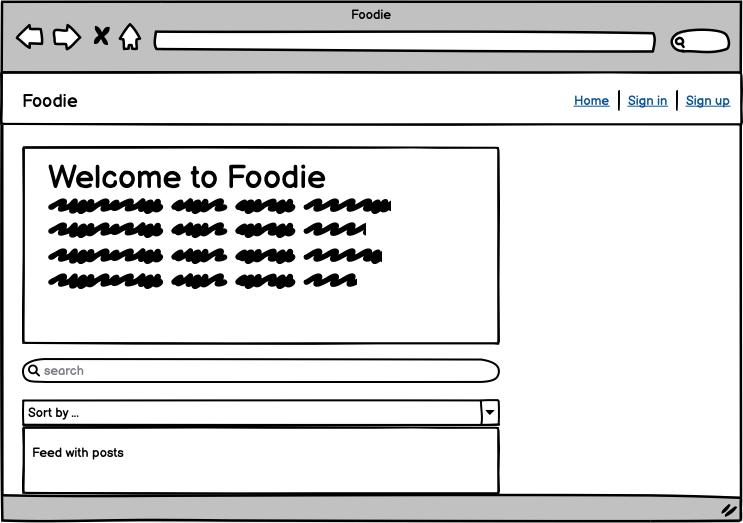 Foodie
Foodie
Home Sign in Sign up
Welcome to Foodie
search
Sort by ...
Feed with posts